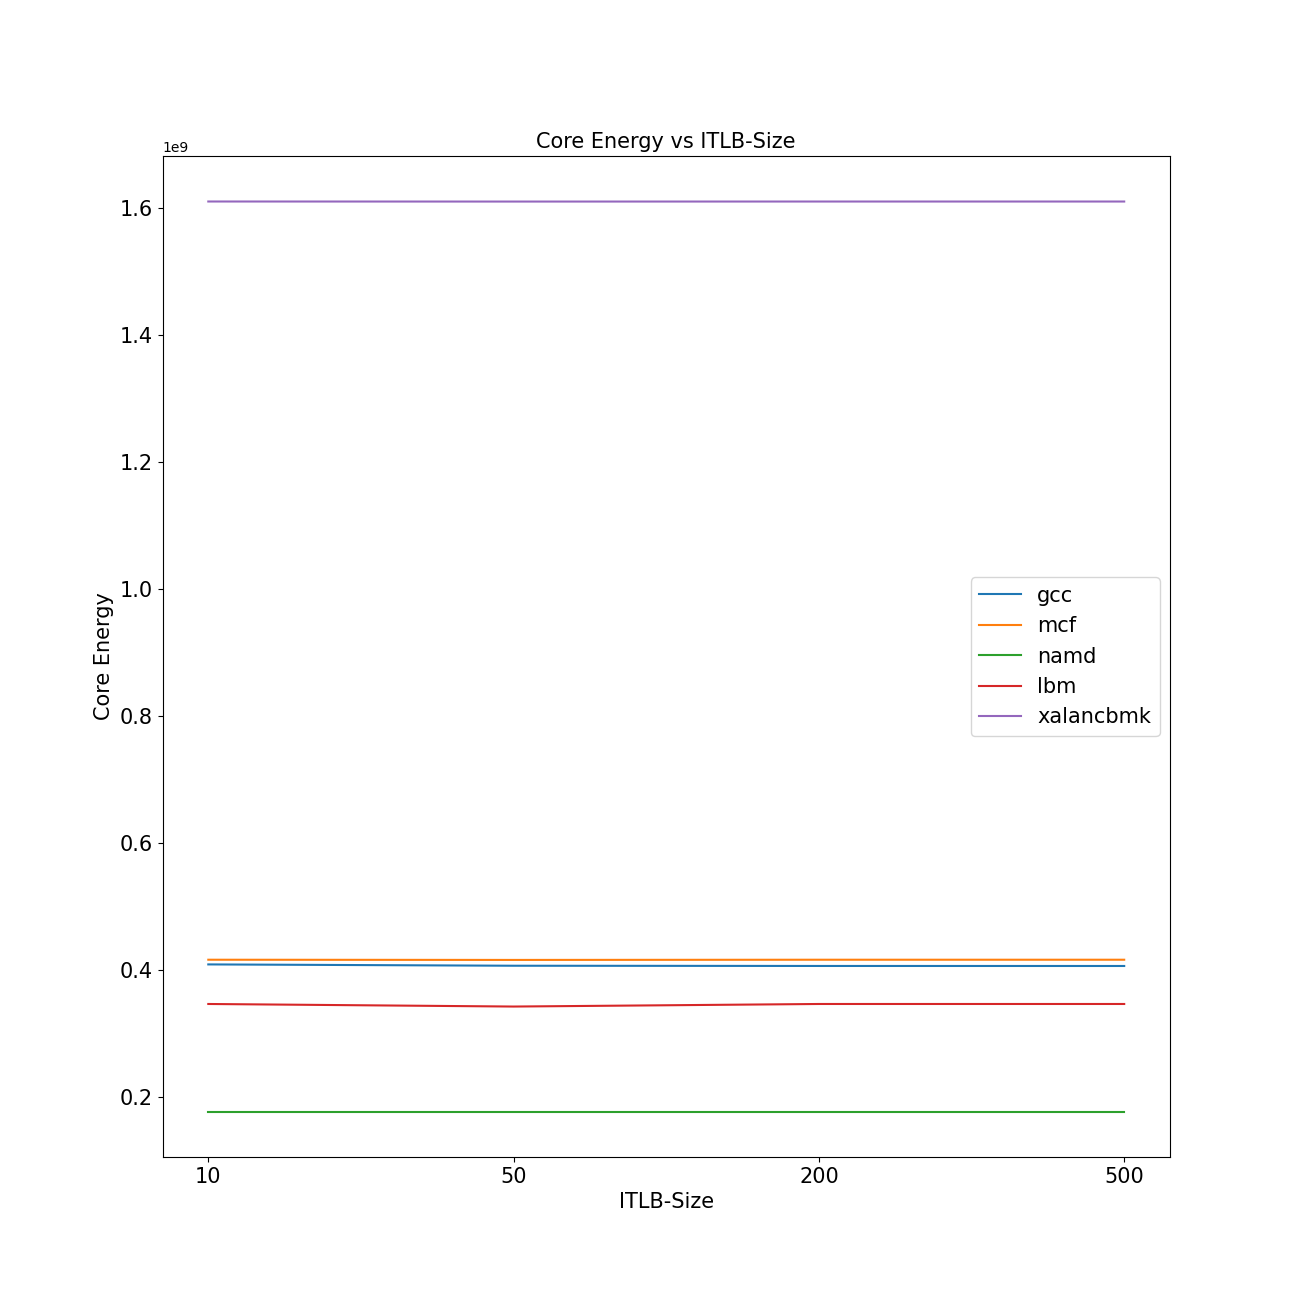 Core Energy vs ITLB-Size
1e9
1.6
1.4
1.2
1.0
0.8
0.6
0.4
0.2
Core Energy
gcc
mcf
namd
lbm
xalancbmk
10 50 200 500
ITLB-Size